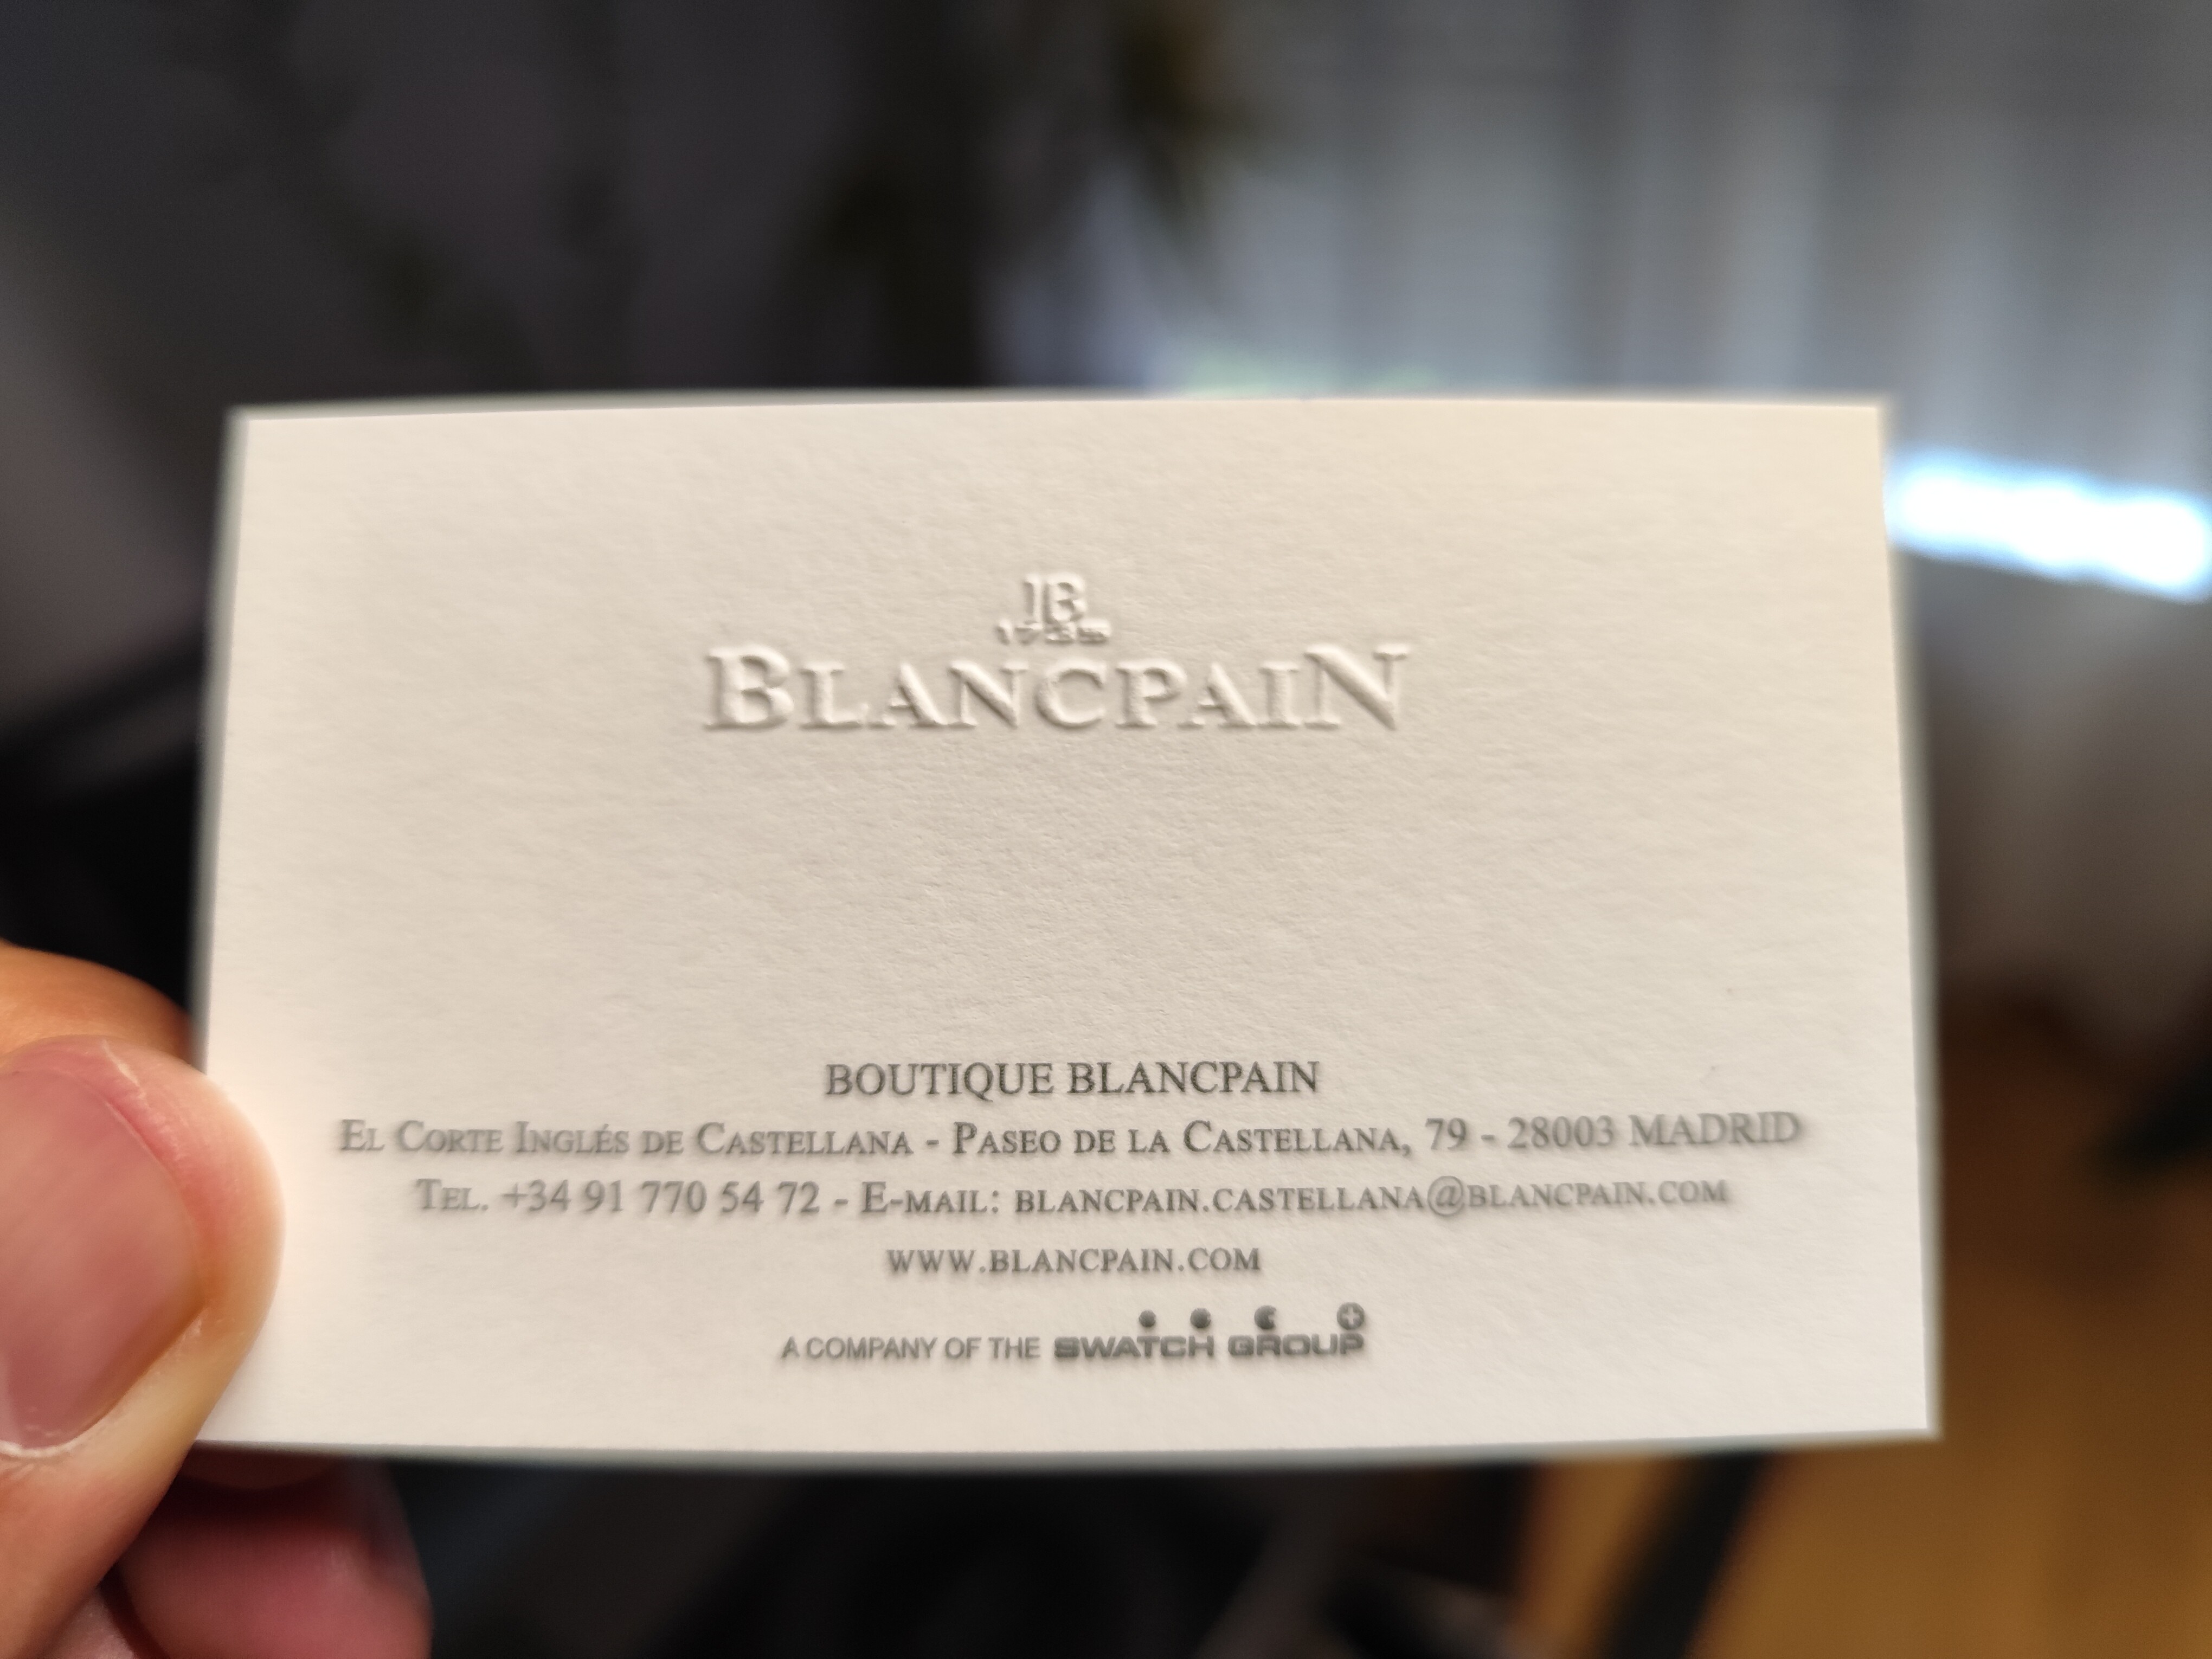 JB
1735
BLANCPAIN
BOUTIQUE BLANCPAIN
EL CORTE INGLÉS DE CASTELLANA - PASEO DE LA CASTELLANA, 79 - 28003 MADRID
TEL. +34 91 770 54 72 - E-MAIL: BLANCPAIN.CASTELLANA@BLANCPAIN.COM
WWW.BLANCPAIN.COM
A COMPANY OF THE SWATCH GROUP